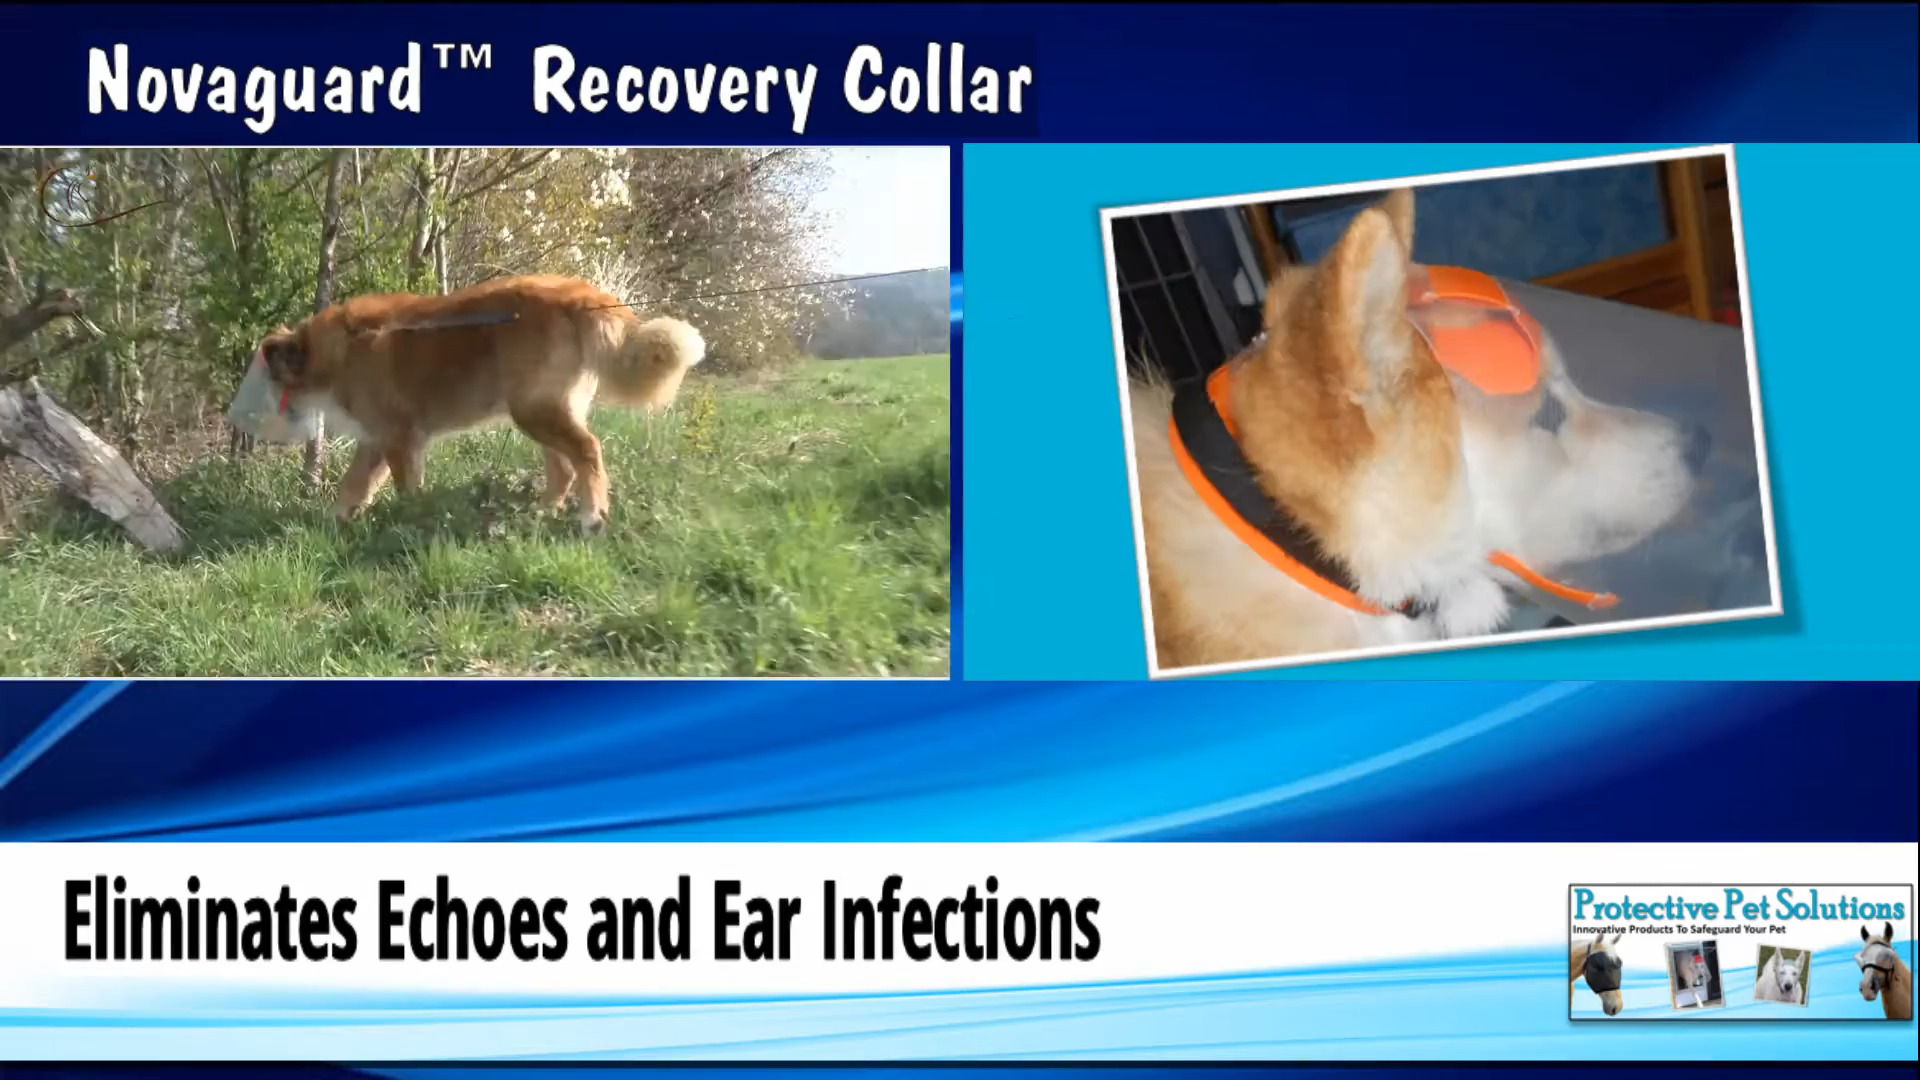 Novaguard™ Recovery Collar
Eliminates Echoes and Ear Infections
Protective Pet Solutions
Innovative Products To Safeguard Your Pet